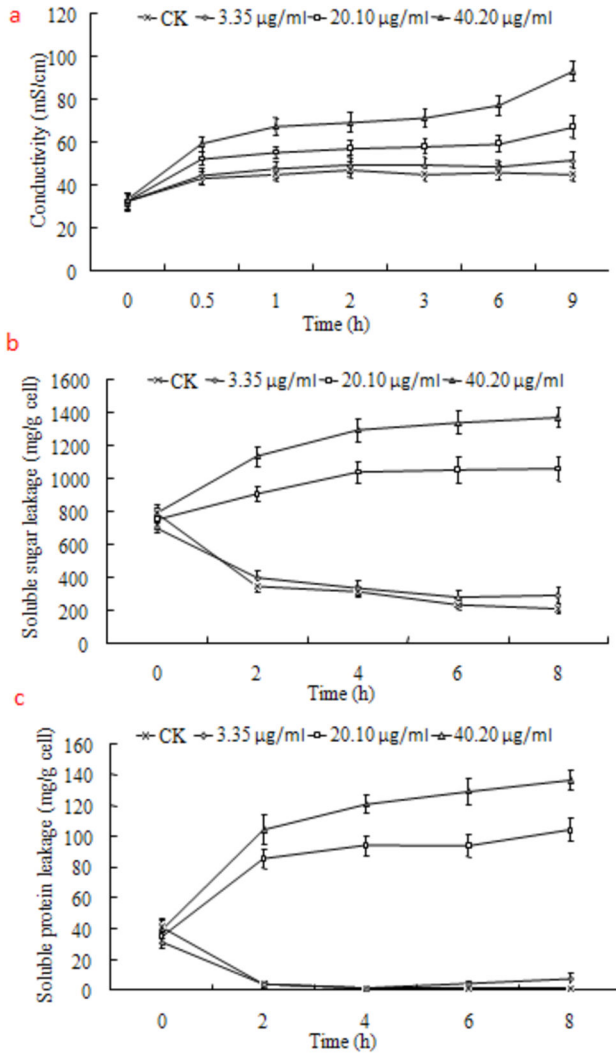 a
CK 3.35 µg/ml 20.10 µg/ml 40.20 µg/ml
Conductivity (mS/cm)
120
100
80
60
40
20
0
0 0.5 1 2 3 6 9
Time (h)
b
CK 3.35 µg/ml 20.10 µg/ml 40.20 µg/ml
Soluble sugar leakage (mg/g cell)
1600
1400
1200
1000
800
600
400
200
0
0 2 4 6 8
Time (h)
c
CK 3.35 µg/ml 20.10 µg/ml 40.20 µg/ml
Soluble protein leakage (mg/g cell)
160
140
120
100
80
60
40
20
0
0 2 4 6 8
Time (h)